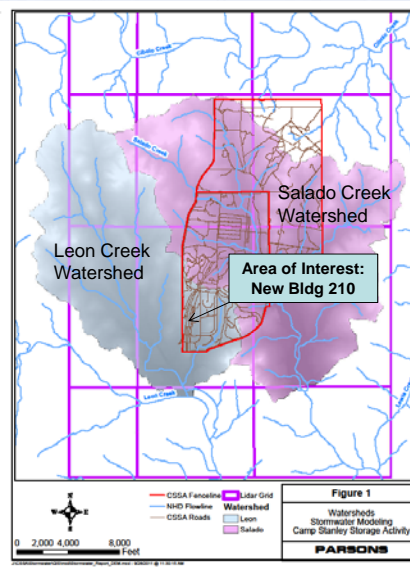 Cibolo Creek
Cibolo Creek
Salado Creek
Salado Creek
Watershed
Leon Creek
Watershed
Area of Interest:
New Bldg 210
Leon Creek
N
CSSA Fenceline
NHD Flowline
CSSA Roads
Lidar Grid
Watershed
Leon
Salado
0 2,000 4,000 8,000
Feet
Figure 1
Watersheds
Stormwater Modeling
Camp Stanley Storage Activity
PARSONS